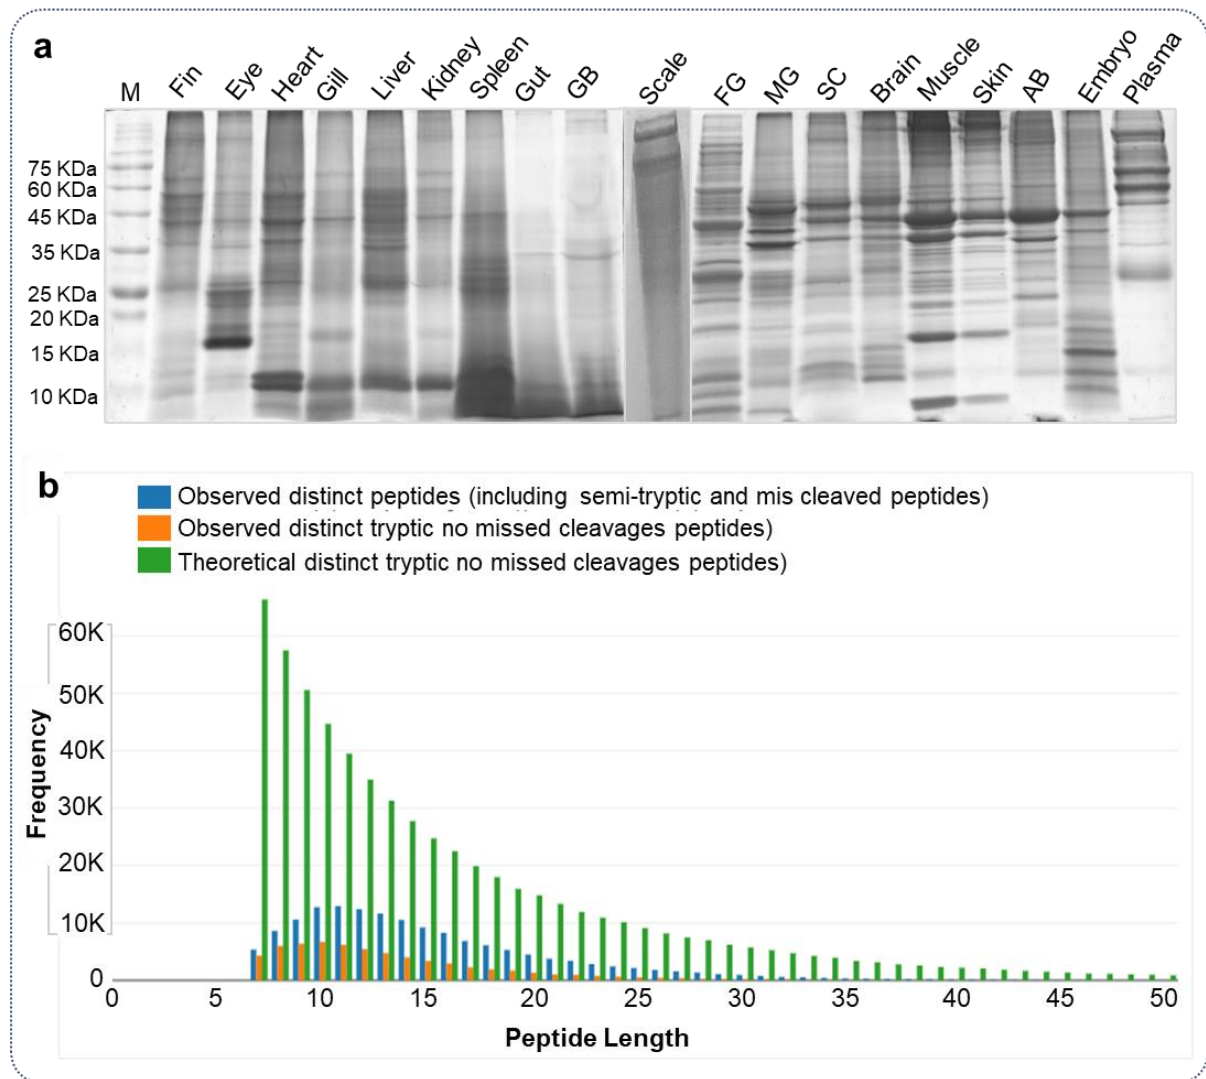 a
M Fin Eye Heart Gill Liver Kidney Spleen Gut GB Scale FG MG SC Brain Muscle Skin AB Embryo Plasma
75 KDa
60 KDa
45 KDa
35 KDa
25 KDa
20 KDa
15 KDa
10 KDa
b
Observed distinct peptides (including semi-tryptic and mis cleaved peptides)
Observed distinct tryptic no missed cleavages peptides)
Theoretical distinct tryptic no missed cleavages peptides)
Frequency
60K
50K
40K
30K
20K
10K
0
0 5 10 15 20 25 30 35 40 45 50
Peptide Length